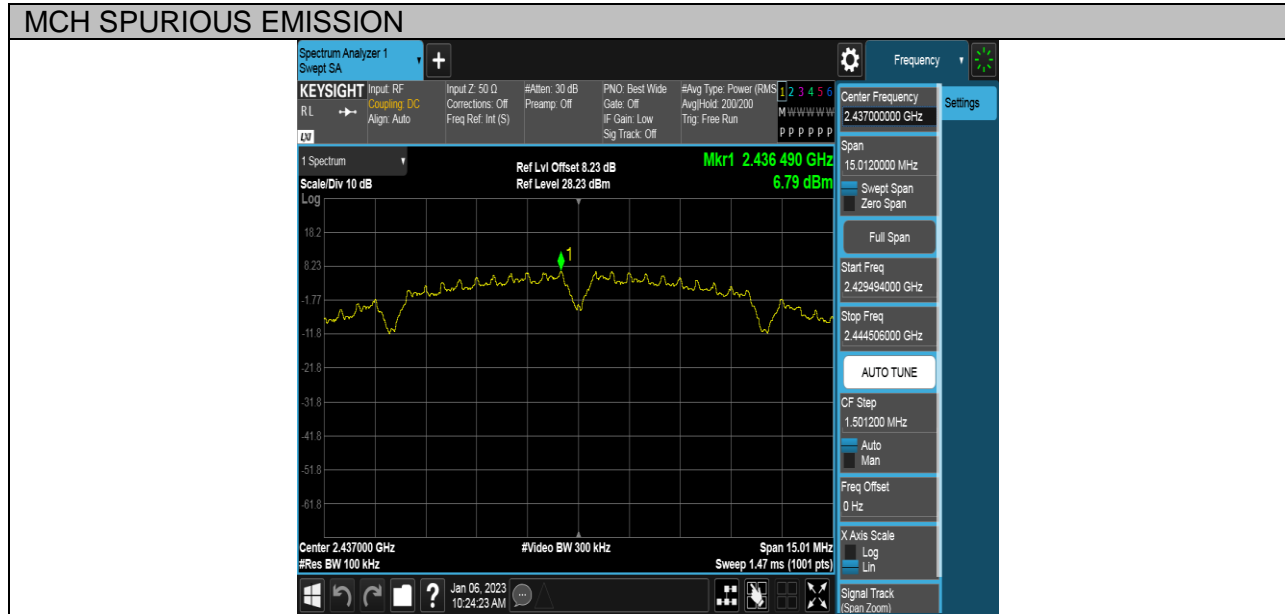 MCH SPURIOUS EMISSION
Spectrum Analyzer 1
Swept SA
+
Frequency
KEYSIGHT
RL
LXI
Input: RF
Coupling: DC
Align: Auto
Input Z: 50 Ω
Corrections: Off
Freq Ref: Int (S)
#Atten: 30 dB
Preamp: Off
PNO: Best Wide
Gate: Off
IF Gain: Low
Sig Track: Off
#Avg Type: Power (RMS
Avg|Hold: 200/200
Trig: Free Run
1 2 3 4 5 6
M W W W W W
P P P P P P
1 Spectrum
Ref Lvl Offset 8.23 dB
Mkr1 2.436 490 GHz
Scale/Div 10 dB
Ref Level 28.23 dBm
6.79 dBm
Log
18.2
8.23
-1.77
-11.8
-21.8
-31.8
-41.8
-51.8
-61.8
1
Center 2.437000 GHz
#Video BW 300 kHz
Span 15.01 MHz
#Res BW 100 kHz
Sweep 1.47 ms (1001 pts)
Center Frequency
2.437000000 GHz
Settings
Span
15.0120000 MHz
Swept Span
Zero Span
Full Span
Start Freq
2.429494000 GHz
Stop Freq
2.444506000 GHz
AUTO TUNE
CF Step
1.501200 MHz
Auto
Man
Freq Offset
0 Hz
X Axis Scale
Log
Lin
Signal Track
(Span Zoom)
?
Jan 06, 2023
10:24:23 AM